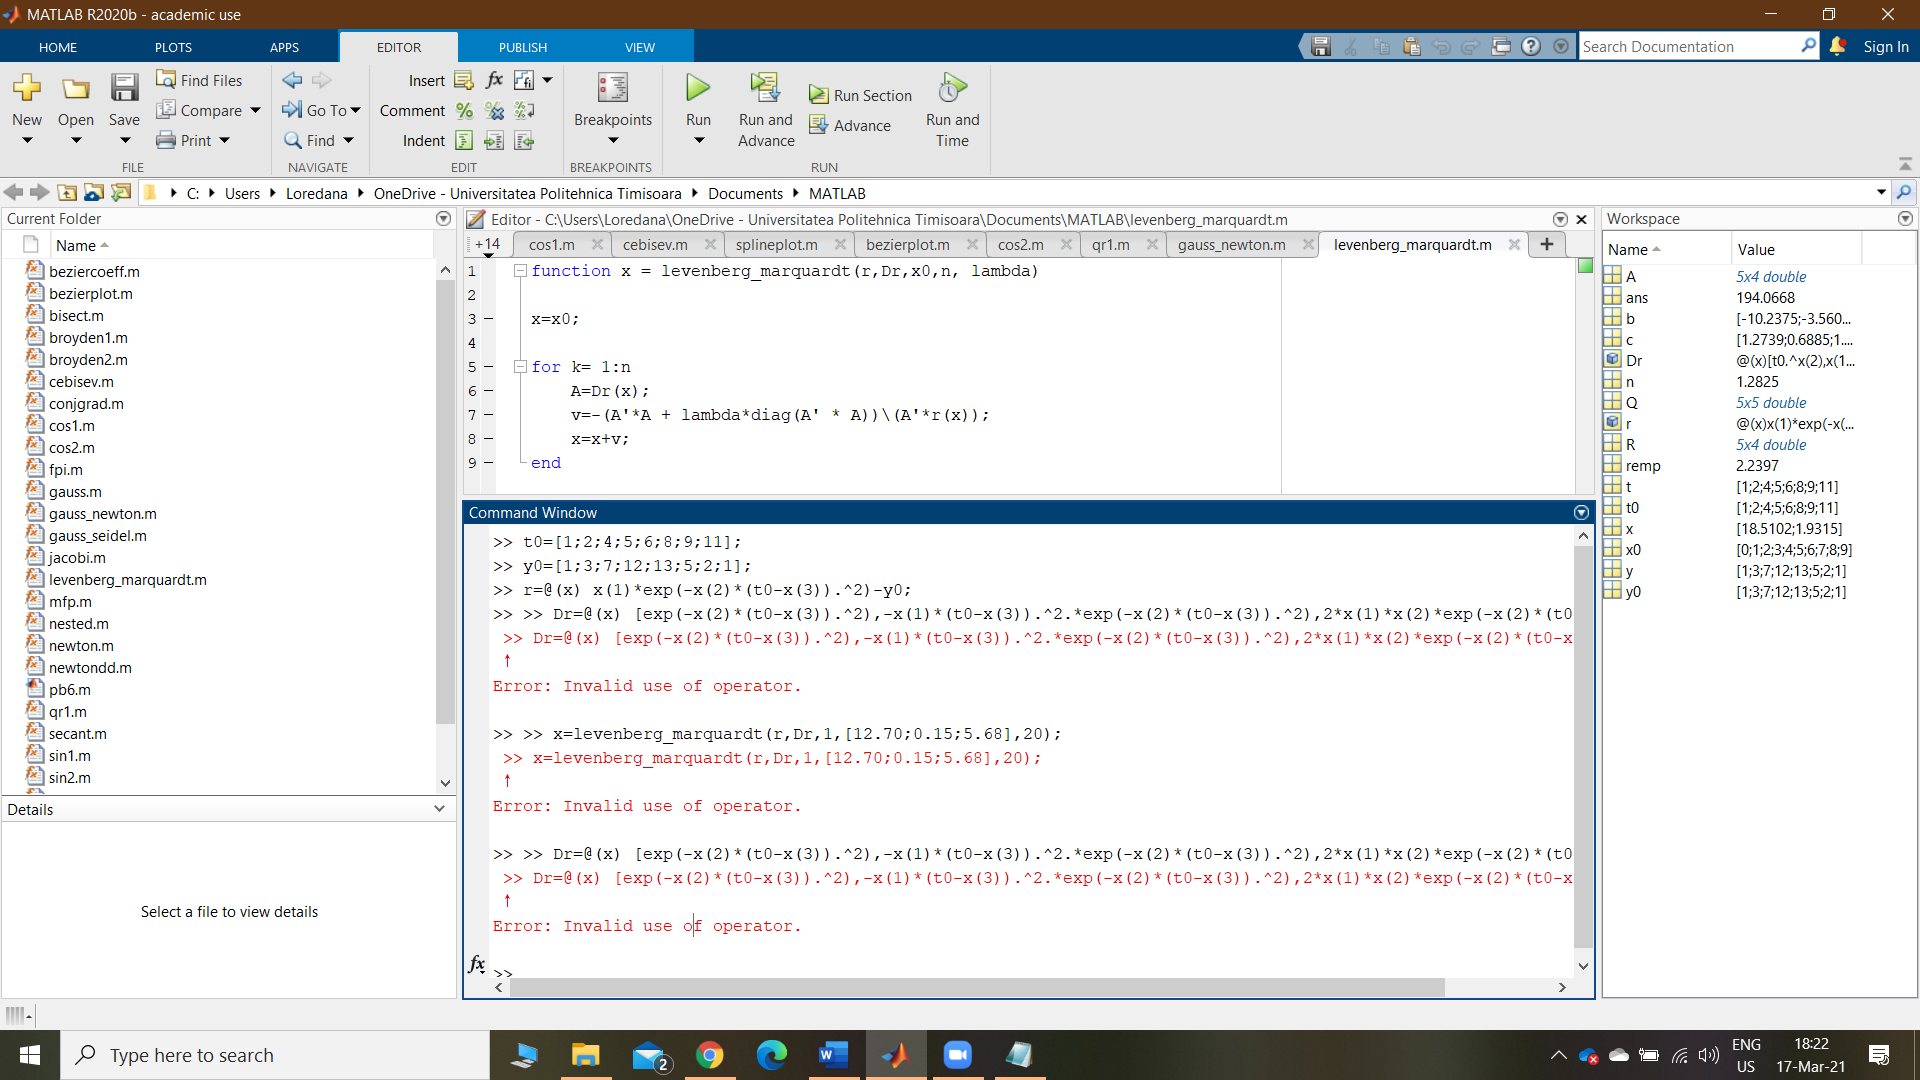 MATLAB R2020b - academic use
HOME PLOTS APPS EDITOR PUBLISH VIEW
Search Documentation
Sign In
New Open Save
Find Files
Compare
Print
FILE
Go To
Find
NAVIGATE
Insert
Comment
Indent
EDIT
Breakpoints
BREAKPOINTS
Run
Run and Advance
Run Section
Advance
Run and Time
RUN
C: Users Loredana OneDrive - Universitatea Politehnica Timisoara Documents MATLAB
Current Folder
Name
beziercoeff.m
bezierplot.m
bisect.m
broyden1.m
broyden2.m
cebisev.m
conjgrad.m
cos1.m
cos2.m
fpi.m
gauss.m
gauss_newton.m
gauss_seidel.m
jacobi.m
levenberg_marquardt.m
mfp.m
nested.m
newton.m
newtondd.m
pb6.m
qr1.m
secant.m
sin1.m
sin2.m
Details
Select a file to view details
Editor - C:\Users\Loredana\OneDrive - Universitatea Politehnica Timisoara\Documents\MATLAB\levenberg_marquardt.m
+14 cos1.m cebisev.m splineplot.m bezierplot.m cos2.m qr1.m gauss_newton.m levenberg_marquardt.m
1 function x = levenberg_marquardt(r,Dr,x0,n, lambda)
2
3 - x=x0;
4
5 - for k= 1:n
6 - A=Dr(x);
7 - v=-(A'*A + lambda*diag(A' * A))\(A'*r(x));
8 - x=x+v;
9 - end
Command Window
>> t0=[1;2;4;5;6;8;9;11];
>> y0=[1;3;7;12;13;5;2;1];
>> r=@(x) x(1)*exp(-x(2)*(t0-x(3)).^2)-y0;
>> >> Dr=@(x) [exp(-x(2)*(t0-x(3)).^2),-x(1)*(t0-x(3)).^2.*exp(-x(2)*(t0-x(3)).^2),2*x(1)*x(2)*exp(-x(2)*(t0
>> Dr=@(x) [exp(-x(2)*(t0-x(3)).^2),-x(1)*(t0-x(3)).^2.*exp(-x(2)*(t0-x(3)).^2),2*x(1)*x(2)*exp(-x(2)*(t0-x
↑
Error: Invalid use of operator.
>> >> x=levenberg_marquardt(r,Dr,1,[12.70;0.15;5.68],20);
>> x=levenberg_marquardt(r,Dr,1,[12.70;0.15;5.68],20);
↑
Error: Invalid use of operator.
>> >> Dr=@(x) [exp(-x(2)*(t0-x(3)).^2),-x(1)*(t0-x(3)).^2.*exp(-x(2)*(t0-x(3)).^2),2*x(1)*x(2)*exp(-x(2)*(t0
>> Dr=@(x) [exp(-x(2)*(t0-x(3)).^2),-x(1)*(t0-x(3)).^2.*exp(-x(2)*(t0-x(3)).^2),2*x(1)*x(2)*exp(-x(2)*(t0-x
↑
Error: Invalid use of operator.
fx >>
Workspace
Name Value
A 5x4 double
ans 194.0668
b [-10.2375;-3.560...
c [1.2739;0.6885;1....
Dr @(x)[t0.^x(2),x(1...
n 1.2825
Q 5x5 double
r @(x)x(1)*exp(-x(...
R 5x4 double
remp 2.2397
t [1;2;4;5;6;8;9;11]
t0 [1;2;4;5;6;8;9;11]
x [18.5102;1.9315]
x0 [0;1;2;3;4;5;6;7;8;9]
y [1;3;7;12;13;5;2;1]
y0 [1;3;7;12;13;5;2;1]
Type here to search
2
ENG
US
18:22
17-Mar-21